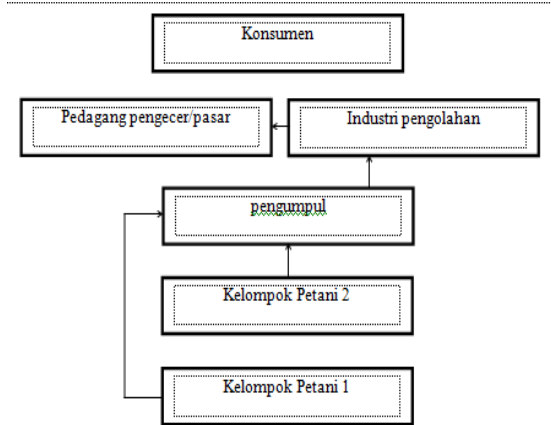 Konsumen
Pedagang pengecer/pasar
Industri pengolahan
pengumpul
Kelompok Petani 2
Kelompok Petani 1